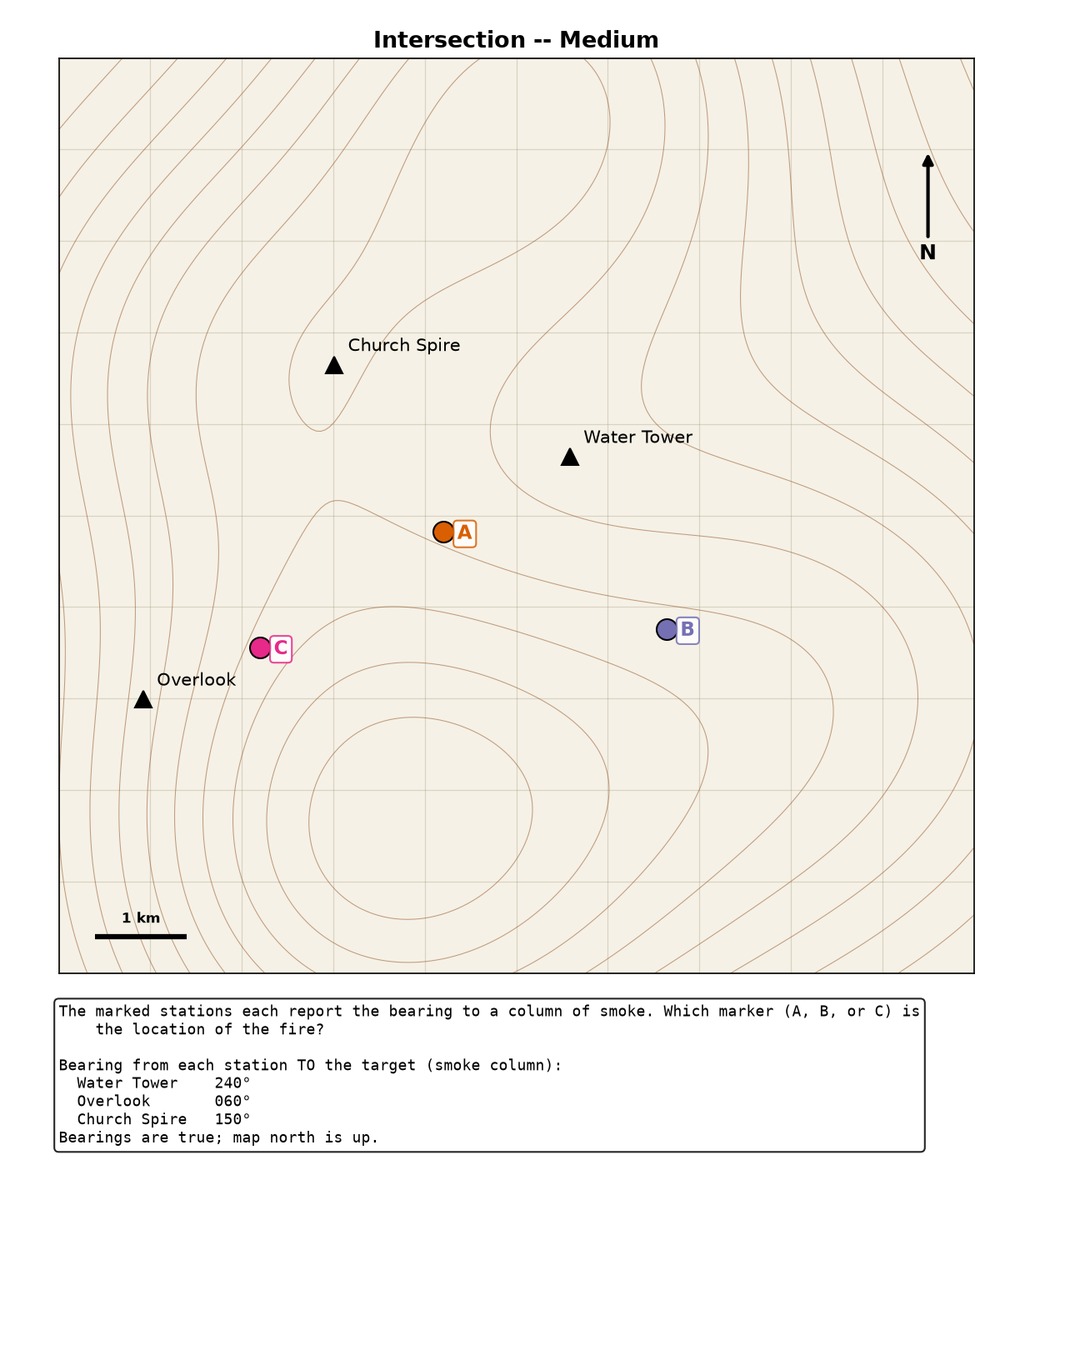 Intersection -- Medium
N
Church Spire
Water Tower
A
B
C
Overlook
1 km
The marked stations each report the bearing to a column of smoke. Which marker (A, B, or C) is
the location of the fire?
Bearing from each station TO the target (smoke column):
Water Tower    240°
Overlook       060°
Church Spire   150°
Bearings are true; map north is up.